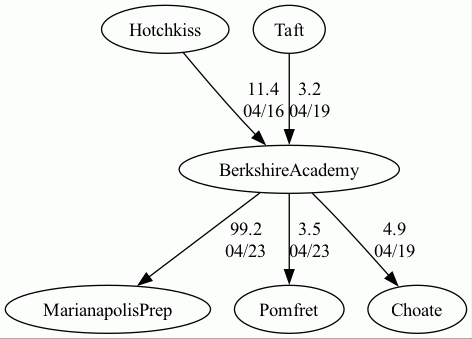 Hotchkiss
Taft
11.4
04/16
3.2
04/19
BerkshireAcademy
99.2
04/23
3.5
04/23
4.9
04/19
MarianapolisPrep
Pomfret
Choate